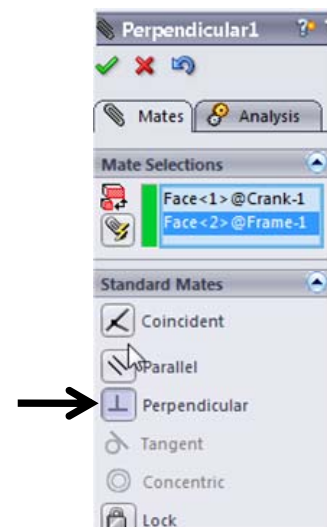 Perpendicular1 ?
Mates Analysis
Mate Selections
Face<1>@Crank-1
Face<2>@Frame-1
Standard Mates
Coincident
Parallel
Perpendicular
Tangent
Concentric
Lock